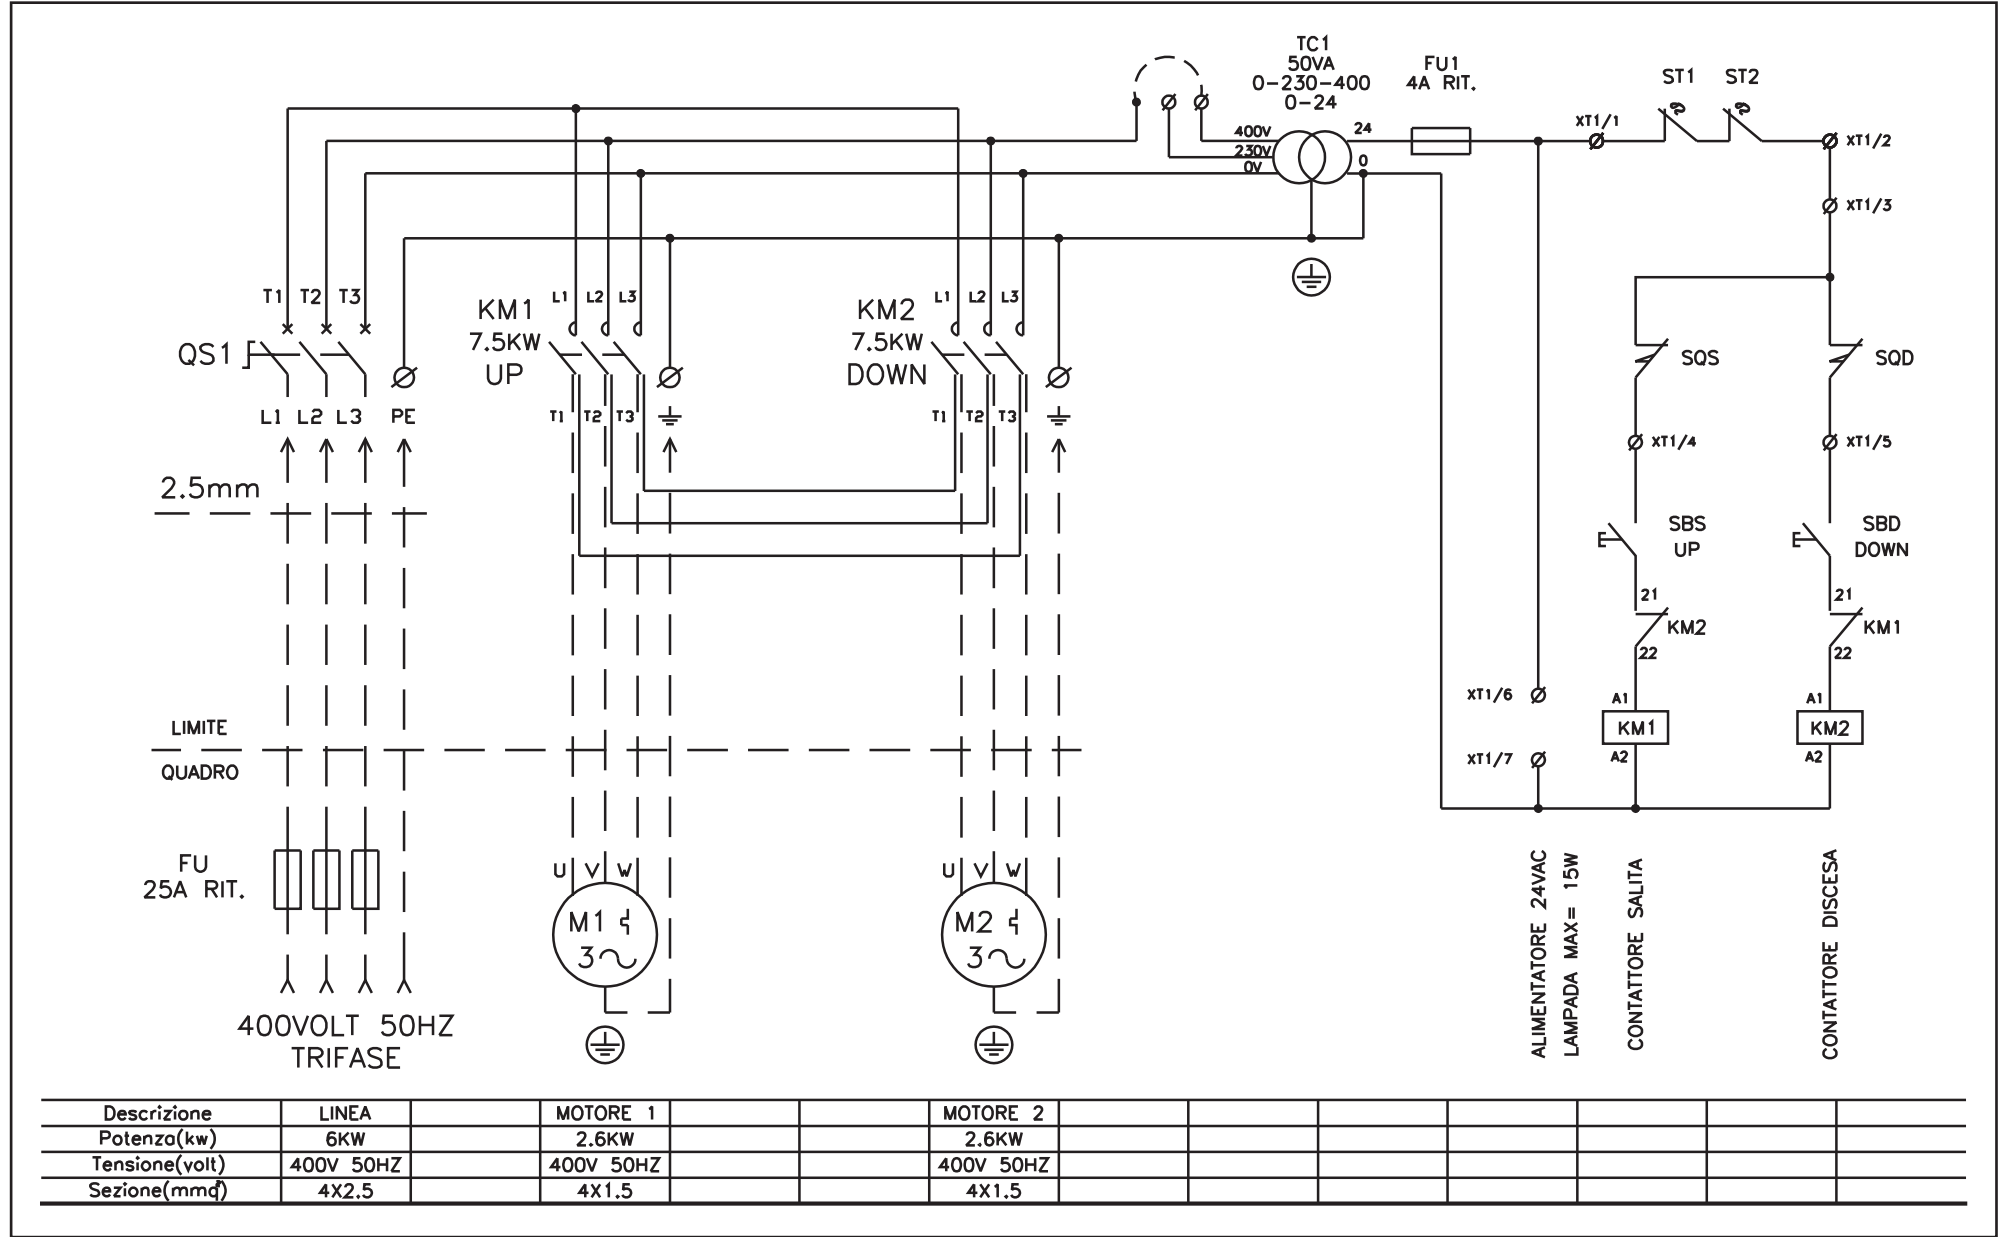 TC1
50VA
0-230-400
0-24
FU1
4A RIT.
ST1
ST2
400V
230V
0V
24
0
XT1/1
XT1/2
XT1/3
T1 T2 T3
QS1
L1 L2 L3 PE
KM1
7.5KW
UP
L1 L2 L3
T1 T2 T3
KM2
7.5KW
DOWN
L1 L2 L3
T1 T2 T3
SQS
SQD
XT1/4
XT1/5
2.5mm
SBS
UP
SBD
DOWN
21
KM2
22
21
KM1
22
XT1/6
XT1/7
A1
KM1
A2
A1
KM2
A2
LIMITE
QUADRO
FU
25A RIT.
U V W
M1
3
U V W
M2
3
400VOLT 50HZ
TRIFASE
ALIMENTATORE 24VAC
LAMPADA MAX= 15W
CONTATTORE SALITA
CONTATTORE DISCESA
Descrizione LINEA MOTORE 1 MOTORE 2
Potenza(kw) 6KW 2.6KW 2.6KW
Tensione(volt) 400V 50HZ 400V 50HZ 400V 50HZ
Sezione(mmq²) 4X2.5 4X1.5 4X1.5